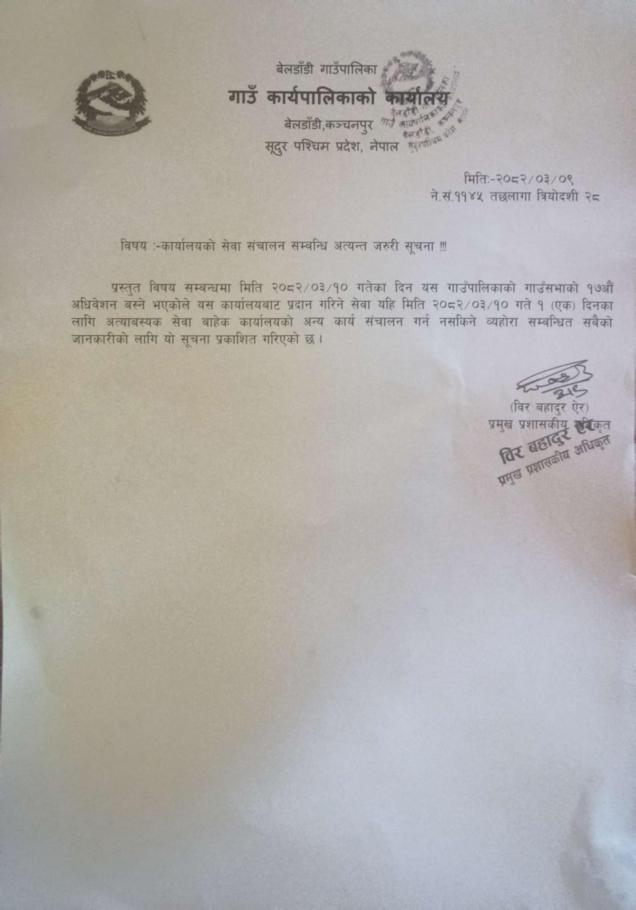 बेलडाँडी गाउँपालिका
गाउँ कार्यपालिकाको कार्यालय
बेलडाँडी,कञ्चनपुर
सूदुर पश्चिम प्रदेश, नेपाल
मिति:-२०८२/०३/०९
ने.सं.११४५ तछलागा त्रियोदशी २८
विषय :-कार्यालयको सेवा संचालन सम्बन्धि अत्यन्त जरुरी सूचना !!!
प्रस्तुत विषय सम्बन्धमा मिति २०८२/०३/१० गतेका दिन यस गाउँपालिकाको गाउँसभाको १७औं
अधिवेशन बस्ने भएकोले यस कार्यालयबाट प्रदान गरिने सेवा यहि मिति २०८२/०३/१० गते १ (एक) दिनका
लागि अत्याबस्यक सेवा बाहेक कार्यालयको अन्य कार्य संचालन गर्न नसकिने व्यहोरा सम्बन्धित सबैको
जानकारीको लागि यो सूचना प्रकाशित गरिएको छ ।
(विर बहादुर ऐर)
प्रमुख प्रशासकीय अधिकृत
विर बहादुर ऐर
प्रमुख प्रशासकीय अधिकृत